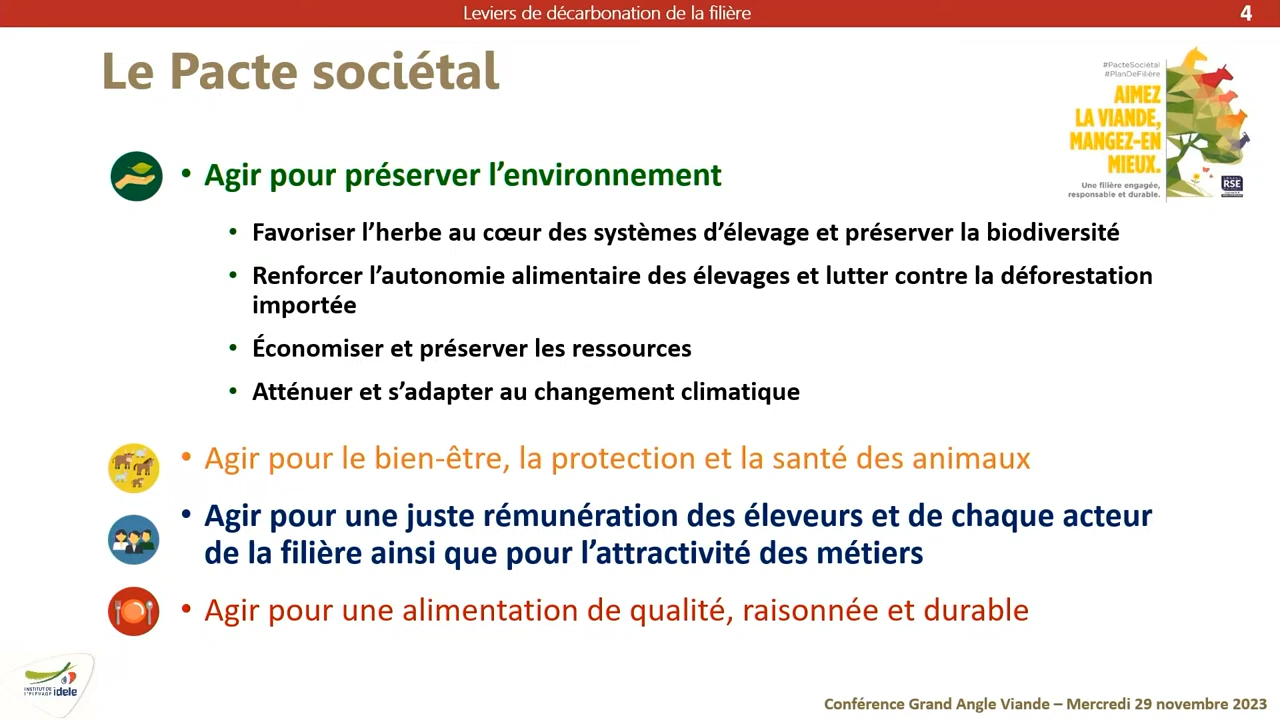 Leviers de décarbonation de la filière
4
Le Pacte sociétal
#PacteSociétal
#PlanDeFilière
AIMEZ
LA VIANDE,
MANGEZ-EN
MIEUX.
Une filière engagée,
responsable et durable.
RSE
• Agir pour préserver l’environnement
• Favoriser l’herbe au cœur des systèmes d’élevage et préserver la biodiversité
• Renforcer l’autonomie alimentaire des élevages et lutter contre la déforestation
importée
• Économiser et préserver les ressources
• Atténuer et s’adapter au changement climatique
• Agir pour le bien-être, la protection et la santé des animaux
• Agir pour une juste rémunération des éleveurs et de chaque acteur
de la filière ainsi que pour l’attractivité des métiers
• Agir pour une alimentation de qualité, raisonnée et durable
INSTITUT DE
L'ELEVAGE idele
Conférence Grand Angle Viande – Mercredi 29 novembre 2023